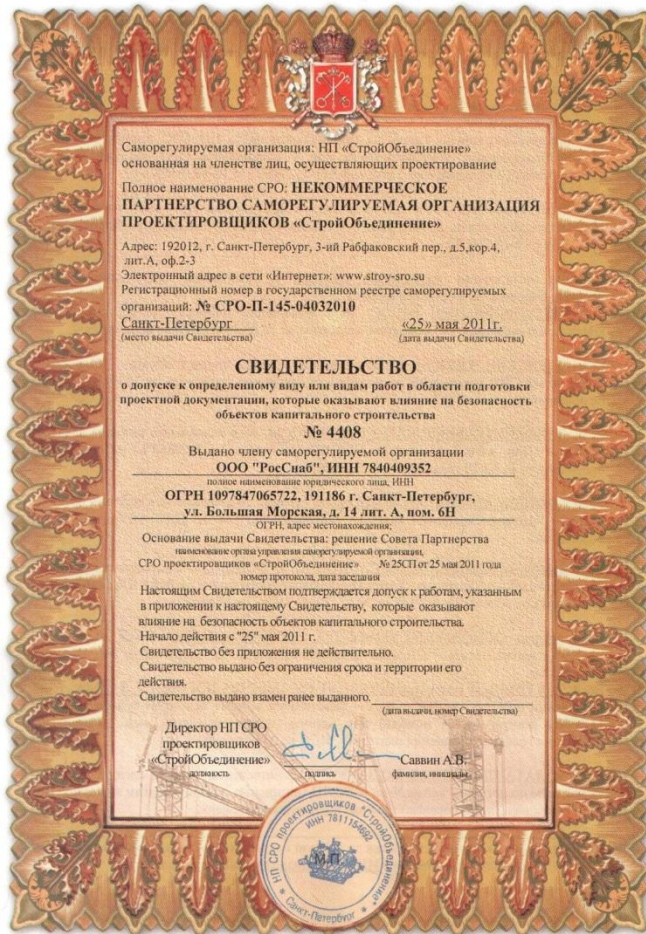 Саморегулируемая организация: НП «СтройОбъединение»
основанная на членстве лиц, осуществляющих проектирование
Полное наименование СРО: НЕКОММЕРЧЕСКОЕ
ПАРТНЕРСТВО САМОРЕГУЛИРУЕМАЯ ОРГАНИЗАЦИЯ
ПРОЕКТИРОВЩИКОВ «СтройОбъединение»
Адрес: 192012, г. Санкт-Петербург, 3-ий Рабфаковский пер., д.5,кор.4,
лит.А, оф.2-3
Электронный адрес в сети «Интернет»: www.stroy-sro.su
Регистрационный номер в государственном реестре саморегулируемых
организаций: № СРО-П-145-04032010
Санкт-Петербург «25» мая 2011г.
(место выдачи Свидетельства) (дата выдачи Свидетельства)
СВИДЕТЕЛЬСТВО
о допуске к определенному виду или видам работ в области подготовки
проектной документации, которые оказывают влияние на безопасность
объектов капитального строительства
№ 4408
Выдано члену саморегулируемой организации
ООО "РосСнаб", ИНН 7840409352
полное наименование юридического лица, ИНН
ОГРН 1097847065722, 191186 г. Санкт-Петербург,
ул. Большая Морская, д. 14 лит. А, пом. 6Н
ОГРН, адрес местонахождения;
Основание выдачи Свидетельства: решение Совета Партнерства
наименование органа управления саморегулируемой организации,
СРО проектировщиков «СтройОбъединение» № 25СП от 25 мая 2011 года
номер протокола, дата заседания
Настоящим Свидетельством подтверждается допуск к работам, указанным
в приложении к настоящему Свидетельству, которые оказывают
влияние на безопасность объектов капитального строительства.
Начало действия с "25" мая 2011 г.
Свидетельство без приложения не действительно.
Свидетельство выдано без ограничения срока и территории его
действия.
Свидетельство выдано взамен ранее выданного.
(дата выдачи, номер Свидетельства)
Директор НП СРО
проектировщиков
«СтройОбъединение» Саввин А.В.
должность подпись фамилия, инициалы
НП СРО проектировщиков "СтройОбъединение"
ИНН 7811154692
М.П.
Санкт-Петербург